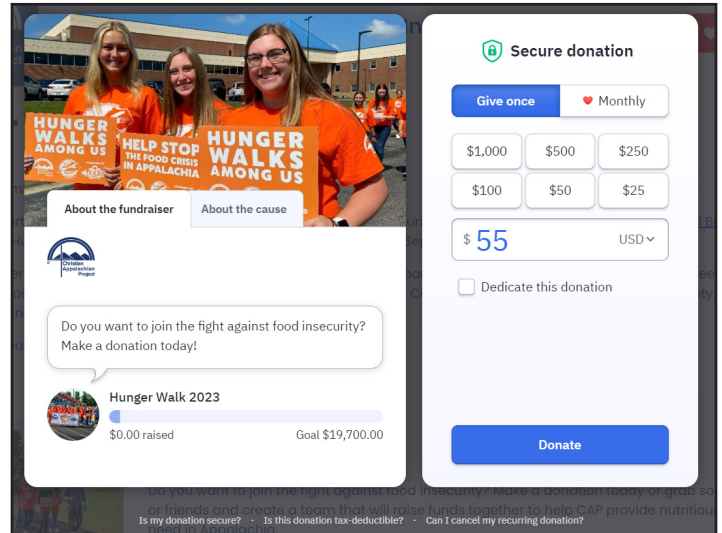 HUNGER
WALKS
AMONG US
HELP STOP
THE FOOD CRISIS
IN APPALACHIA
HUNGER
WALKS
AMONG US
About the fundraiser
About the cause
Christian
Appalachian
Project
Do you want to join the fight against food insecurity?
Make a donation today!
Hunger Walk 2023
$0.00 raised
Goal $19,700.00
Secure donation
Give once
Monthly
$1,000
$500
$250
$100
$50
$25
$ 55
USD
Dedicate this donation
Donate
Do you want to join the fight against food insecurity? Make a donation today or grab so
or friends and create a team that will raise funds together to help CAP provide nutritiou
need in Appalachia
Is my donation secure? · Is this donation tax-deductible? · Can I cancel my recurring donation?